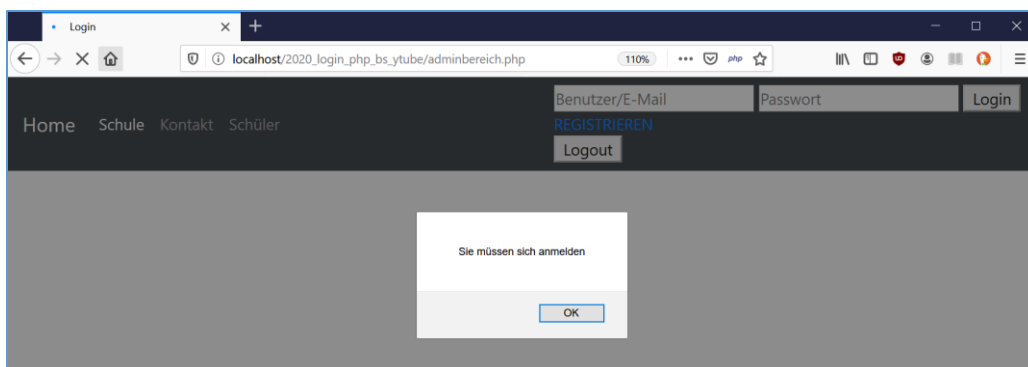 Login
localhost/2020_login_php_bs_ytube/adminbereich.php
110%
php
Benutzer/E-Mail
Passwort
Login
Home
Schule
Kontakt
Schüler
REGISTRIEREN
Logout
Sie müssen sich anmelden
OK